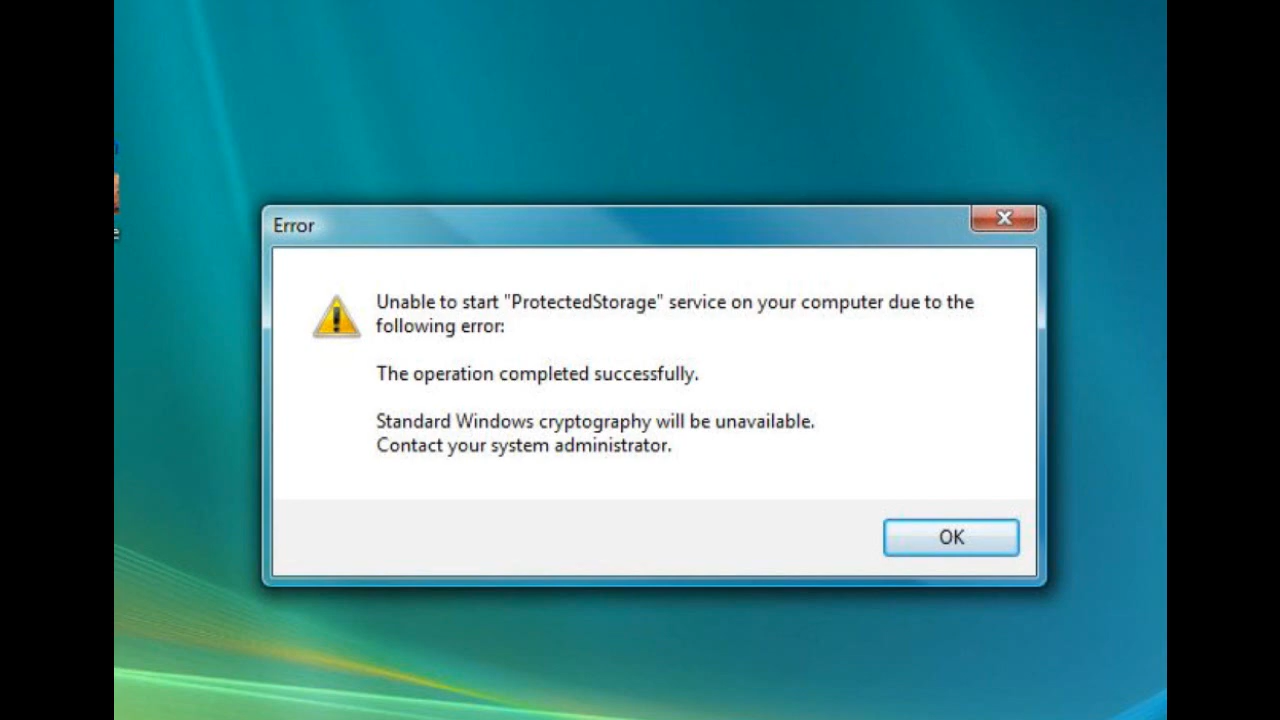 Error
Unable to start "ProtectedStorage" service on your computer due to the
following error:
The operation completed successfully.
Standard Windows cryptography will be unavailable.
Contact your system administrator.
OK